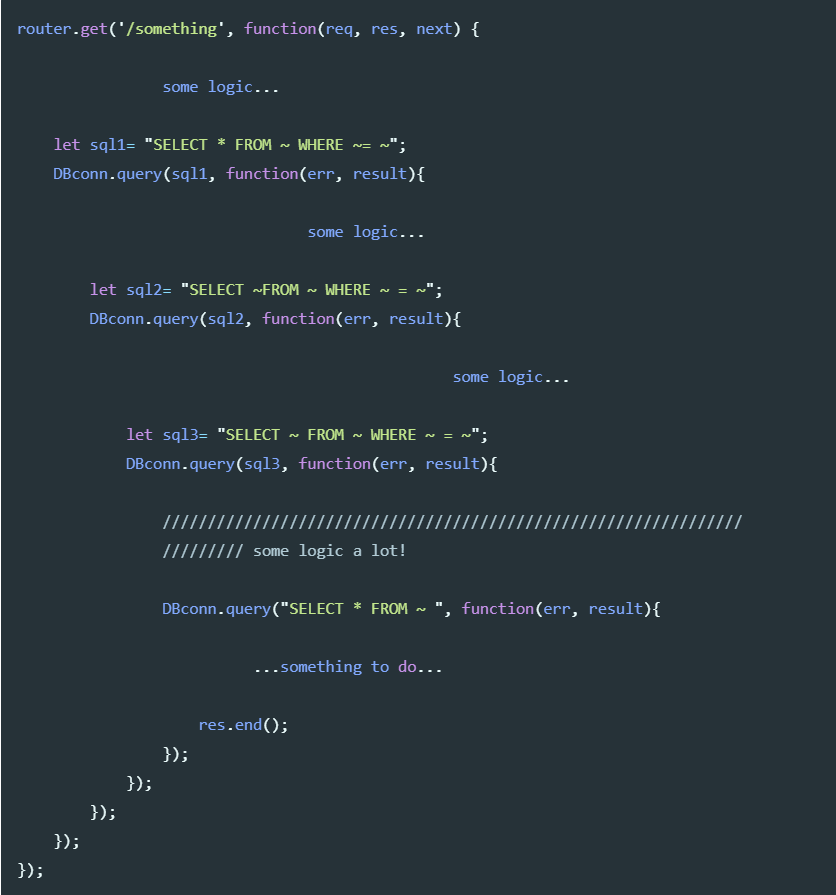 router.get('/something', function(req, res, next) {
some logic...
let sql1= "SELECT * FROM ~ WHERE ~= ~";
DBconn.query(sql1, function(err, result){
some logic...
let sql2= "SELECT ~FROM ~ WHERE ~ = ~";
DBconn.query(sql2, function(err, result){
some logic...
let sql3= "SELECT ~ FROM ~ WHERE ~ = ~";
DBconn.query(sql3, function(err, result){
////////////////////////////////////////////////////////////////
///////// some logic a lot!
DBconn.query("SELECT * FROM ~ ", function(err, result){
...something to do...
res.end();
});
});
});
});
});